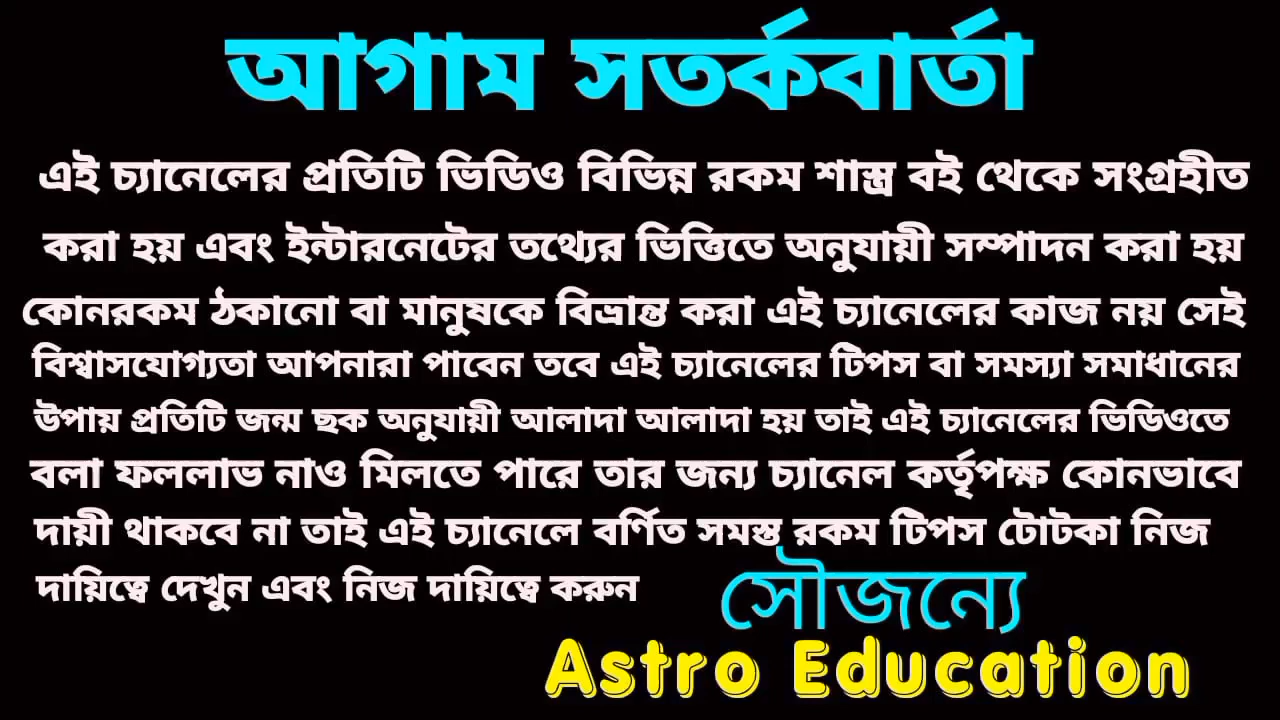 আগাম সতর্কবার্তা
এই চ্যানেলের প্রতিটি ভিডিও বিভিন্ন রকম শাস্ত্র বই থেকে সংগ্রহীত
করা হয় এবং ইন্টারনেটের তথ্যের ভিত্তিতে অনুযায়ী সম্পাদন করা হয়
কোনরকম ঠকানো বা মানুষকে বিভ্রান্ত করা এই চ্যানেলের কাজ নয় সেই
বিশ্বাসযোগ্যতা আপনারা পাবেন তবে এই চ্যানেলের টিপস বা সমস্যা সমাধানের
উপায় প্রতিটি জন্ম ছক অনুযায়ী আলাদা আলাদা হয় তাই এই চ্যানেলের ভিডিওতে
বলা ফললাভ নাও মিলতে পারে তার জন্য চ্যানেল কর্তৃপক্ষ কোনভাবে
দায়ী থাকবে না তাই এই চ্যানেলে বর্ণিত সমস্ত রকম টিপস টোটকা নিজ
দায়িত্বে দেখুন এবং নিজ দায়িত্বে করুন
সৌজন্যে
Astro Education